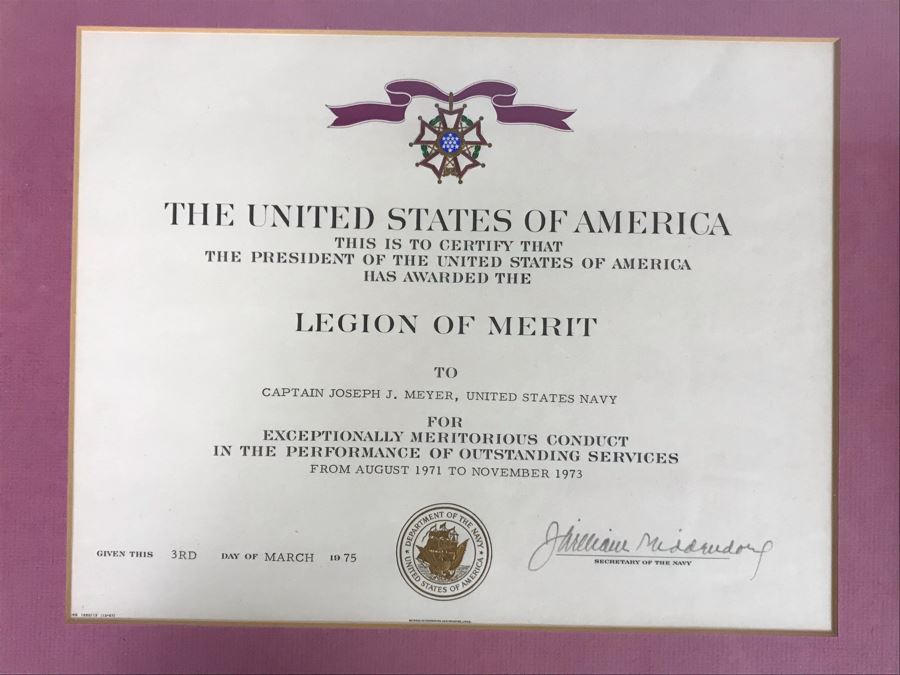 THE UNITED STATES OF AMERICA
THIS IS TO CERTIFY THAT
THE PRESIDENT OF THE UNITED STATES OF AMERICA
HAS AWARDED THE
LEGION OF MERIT
TO
CAPTAIN JOSEPH J. MEYER, UNITED STATES NAVY
FOR
EXCEPTIONALLY MERITORIOUS CONDUCT
IN THE PERFORMANCE OF OUTSTANDING SERVICES
FROM AUGUST 1971 TO NOVEMBER 1973
GIVEN THIS 3RD DAY OF MARCH 1975
DEPARTMENT OF THE NAVY
UNITED STATES OF AMERICA
J William Middendorf
SECRETARY OF THE NAVY